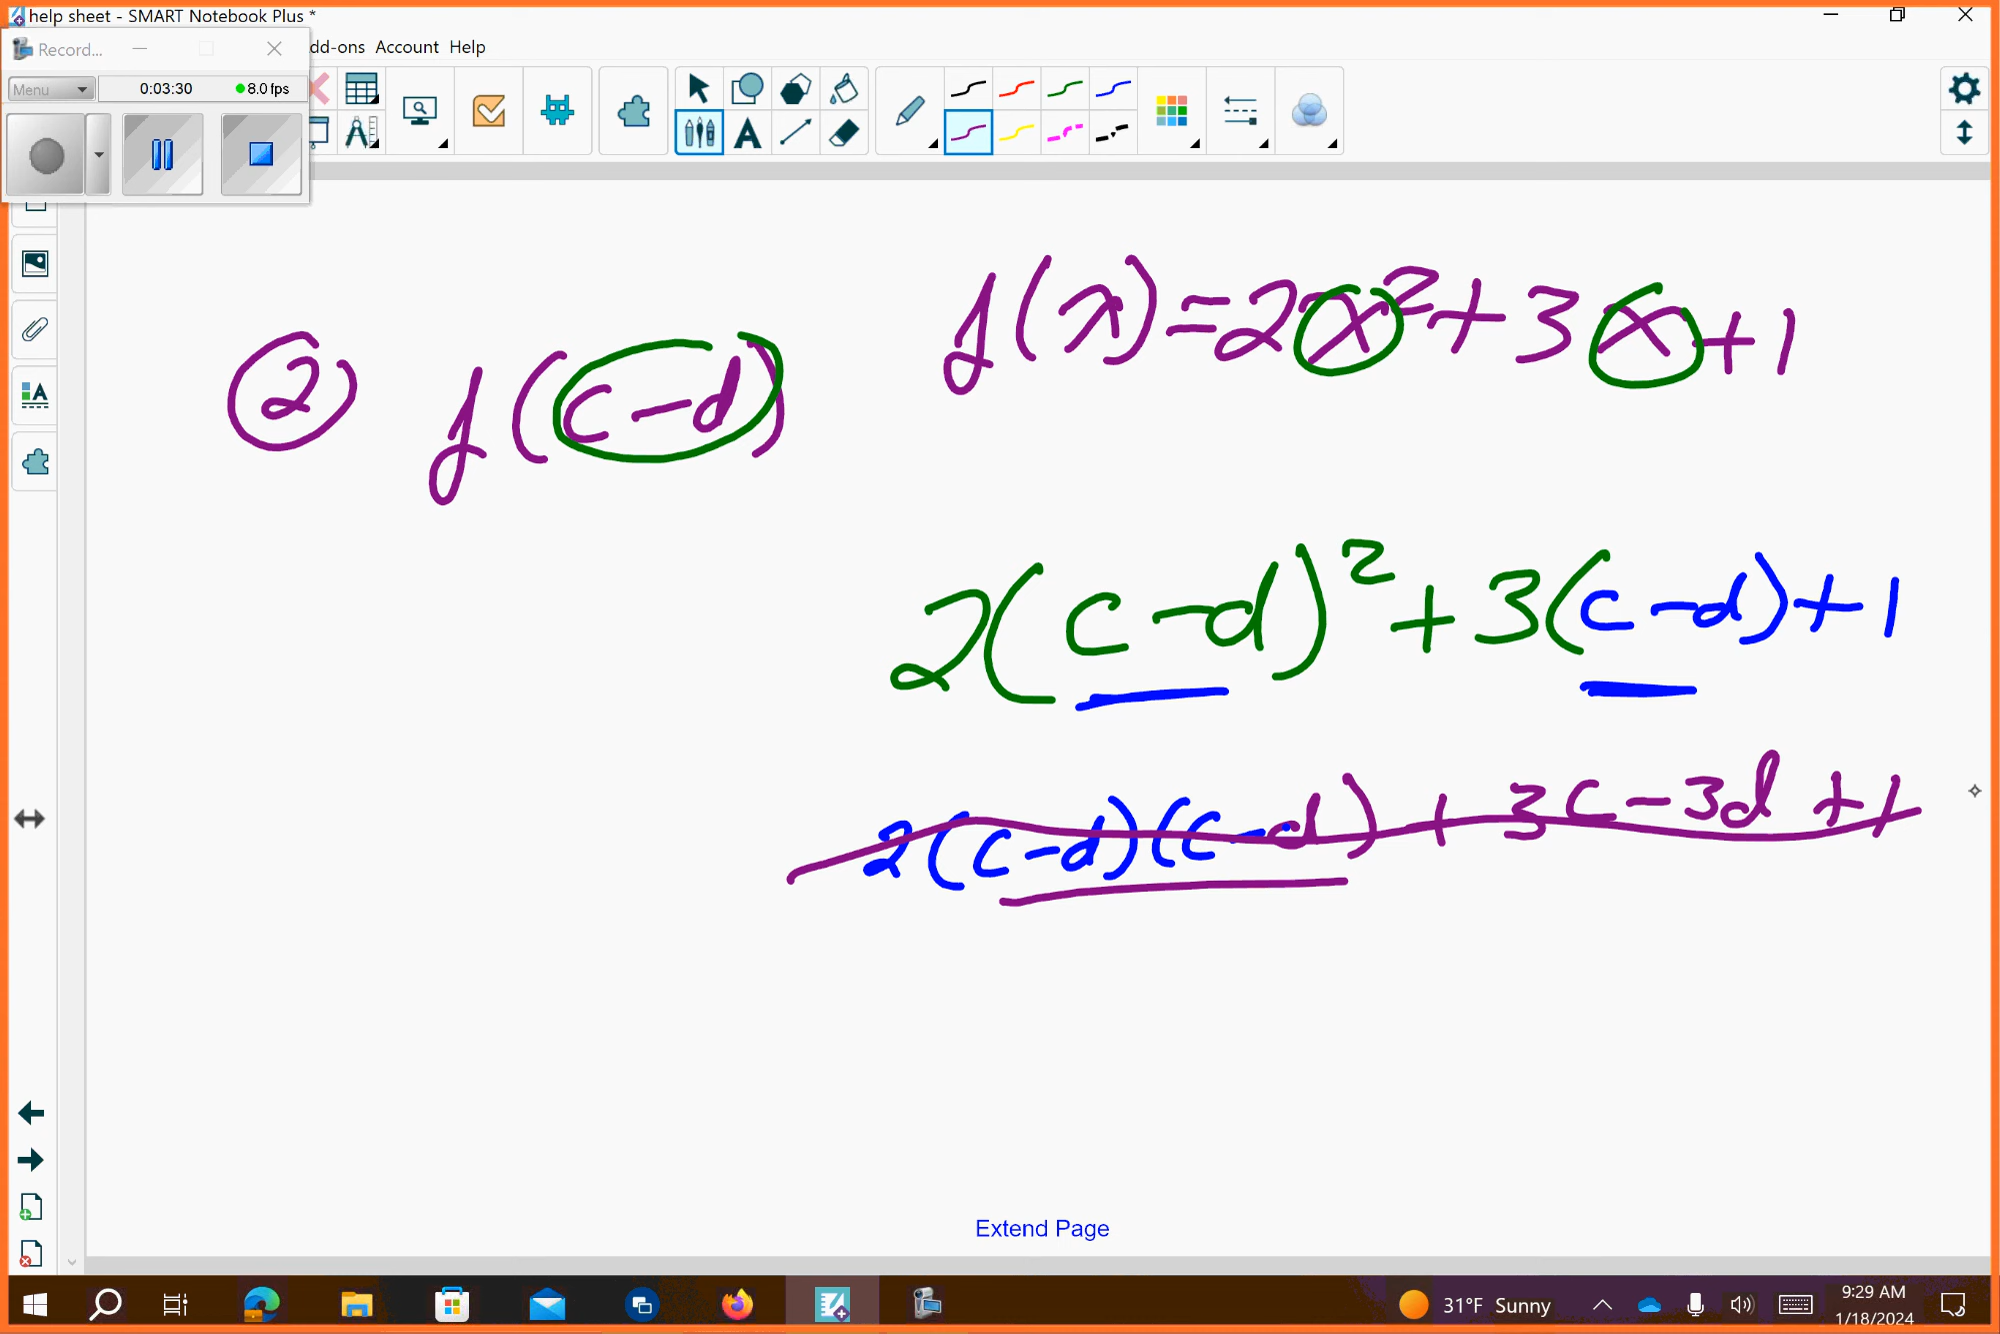 help sheet - SMART Notebook Plus *
Record...
dd-ons Account Help
Menu 0:03:30 8.0 fps
f(x)=2x²+3x+1
② f(c-d)
2(c-d)²+3(c-d)+1
2(c-d)(c-d)+3c-3d+1
Extend Page
31°F Sunny
9:29 AM
1/18/2024